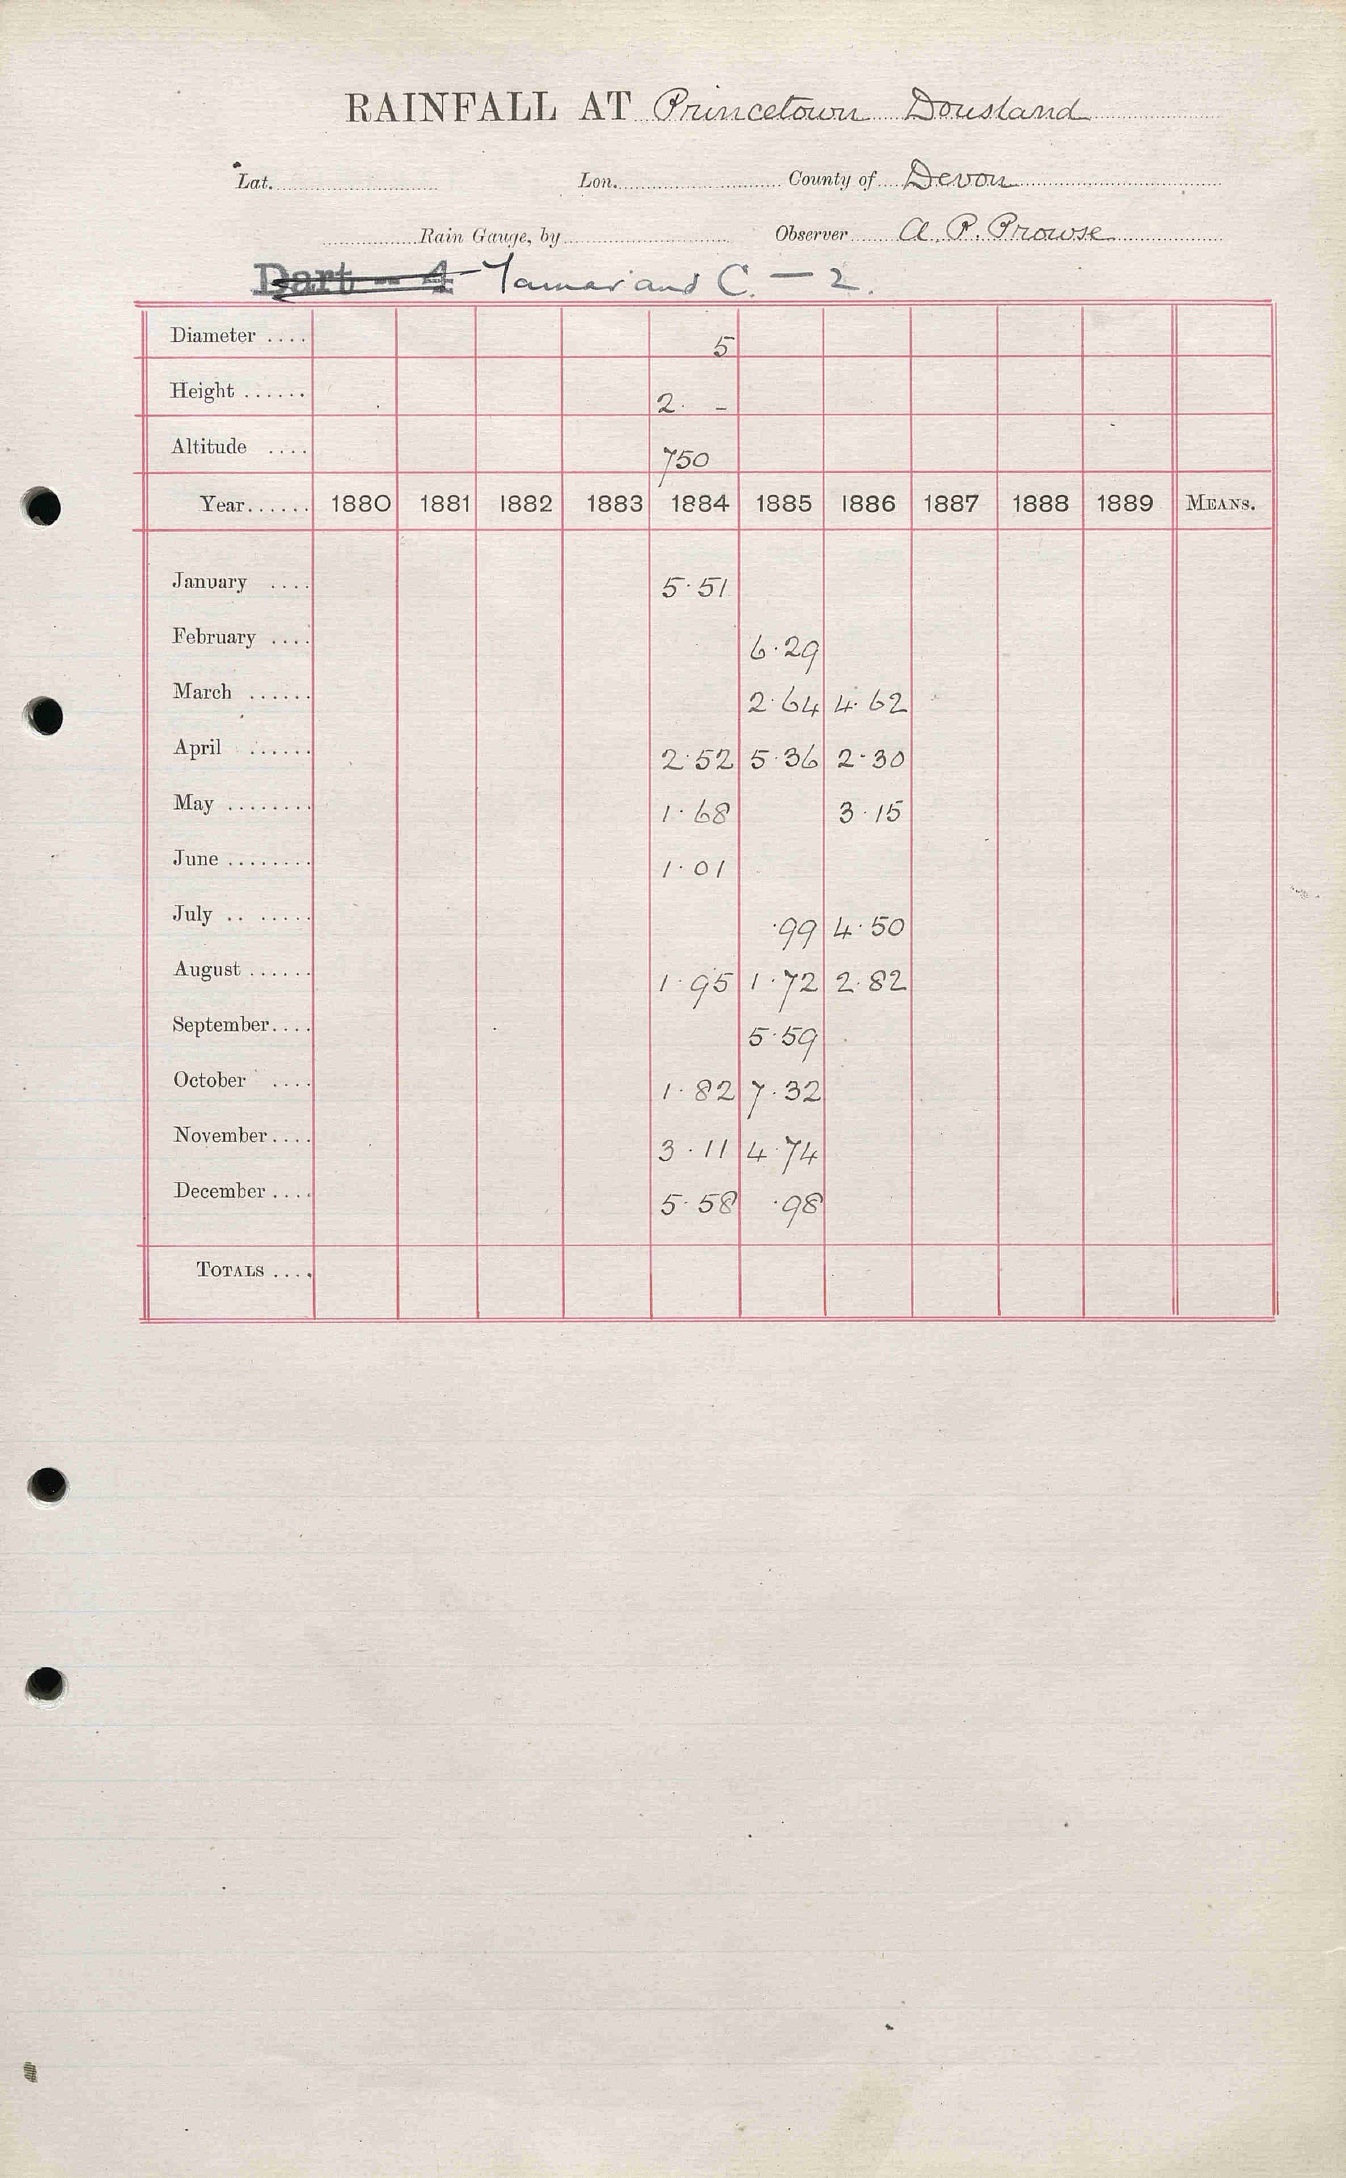 RAINFALL AT Princetown Dousland
Lat. Lon. County of Devon
Rain Gauge, by Observer A. P. Prowse
Dart - 4 Tamar and C. - 2.
Diameter .... 5
Height ...... 2. -
Altitude .... 750
Year...... 1880 1881 1882 1883 1884 1885 1886 1887 1888 1889 MEANS.
January .... 5.51
February .... 6.29
March ...... 2.64 4.62
April ...... 2.52 5.36 2.30
May ........ 1.68 3.15
June ........ 1.01
July .. ..... .99 4.50
August ...... 1.95 1.72 2.82
September.... 5.59
October .... 1.82 7.32
November.... 3.11 4.74
December .... 5.58 .98
TOTALS ....